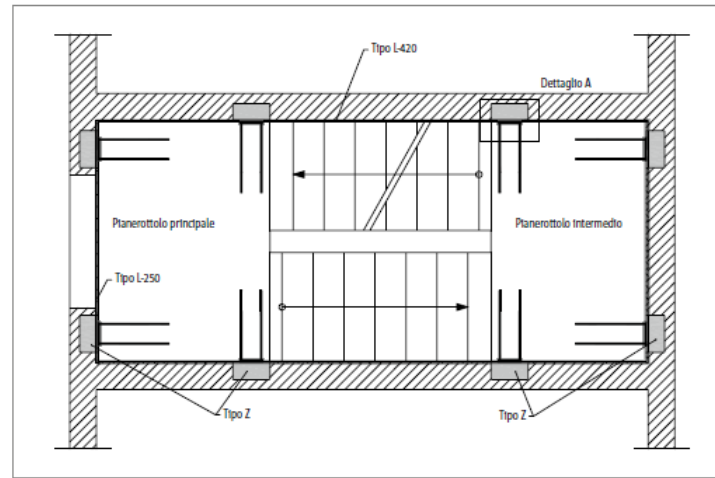 Tipo L-420
Dettaglio A
Pianerottolo principale
Pianerottolo intermedio
Tipo L-250
Tipo Z
Tipo Z